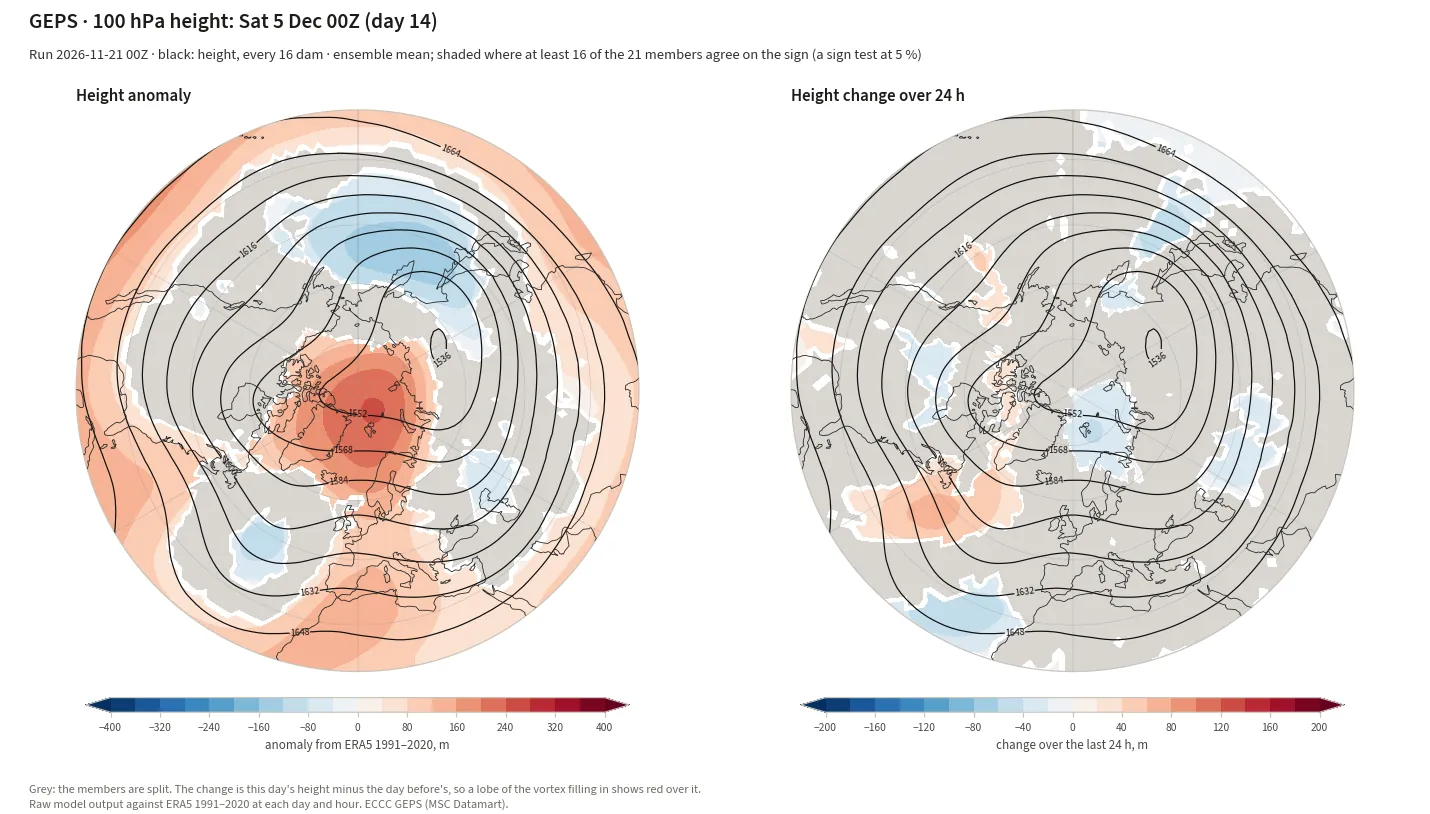 GEPS · 100 hPa height: Sat 5 Dec 00Z (day 14)
Run 2026-11-21 00Z · black: height, every 16 dam · ensemble mean; shaded where at least 16 of the 21 members agree on the sign (a sign test at 5 %)
Height anomaly
Height change over 24 h
1664
1616
1536
1552
1568
1584
1632
1648
1664
1616
1536
1552
1568
1584
1632
1648
−400 −320 −240 −160 −80 0 80 160 240 320 400
anomaly from ERA5 1991–2020, m
−200 −160 −120 −80 −40 0 40 80 120 160 200
change over the last 24 h, m
Grey: the members are split. The change is this day's height minus the day before's, so a lobe of the vortex filling in shows red over it.
Raw model output against ERA5 1991–2020 at each day and hour. ECCC GEPS (MSC Datamart).